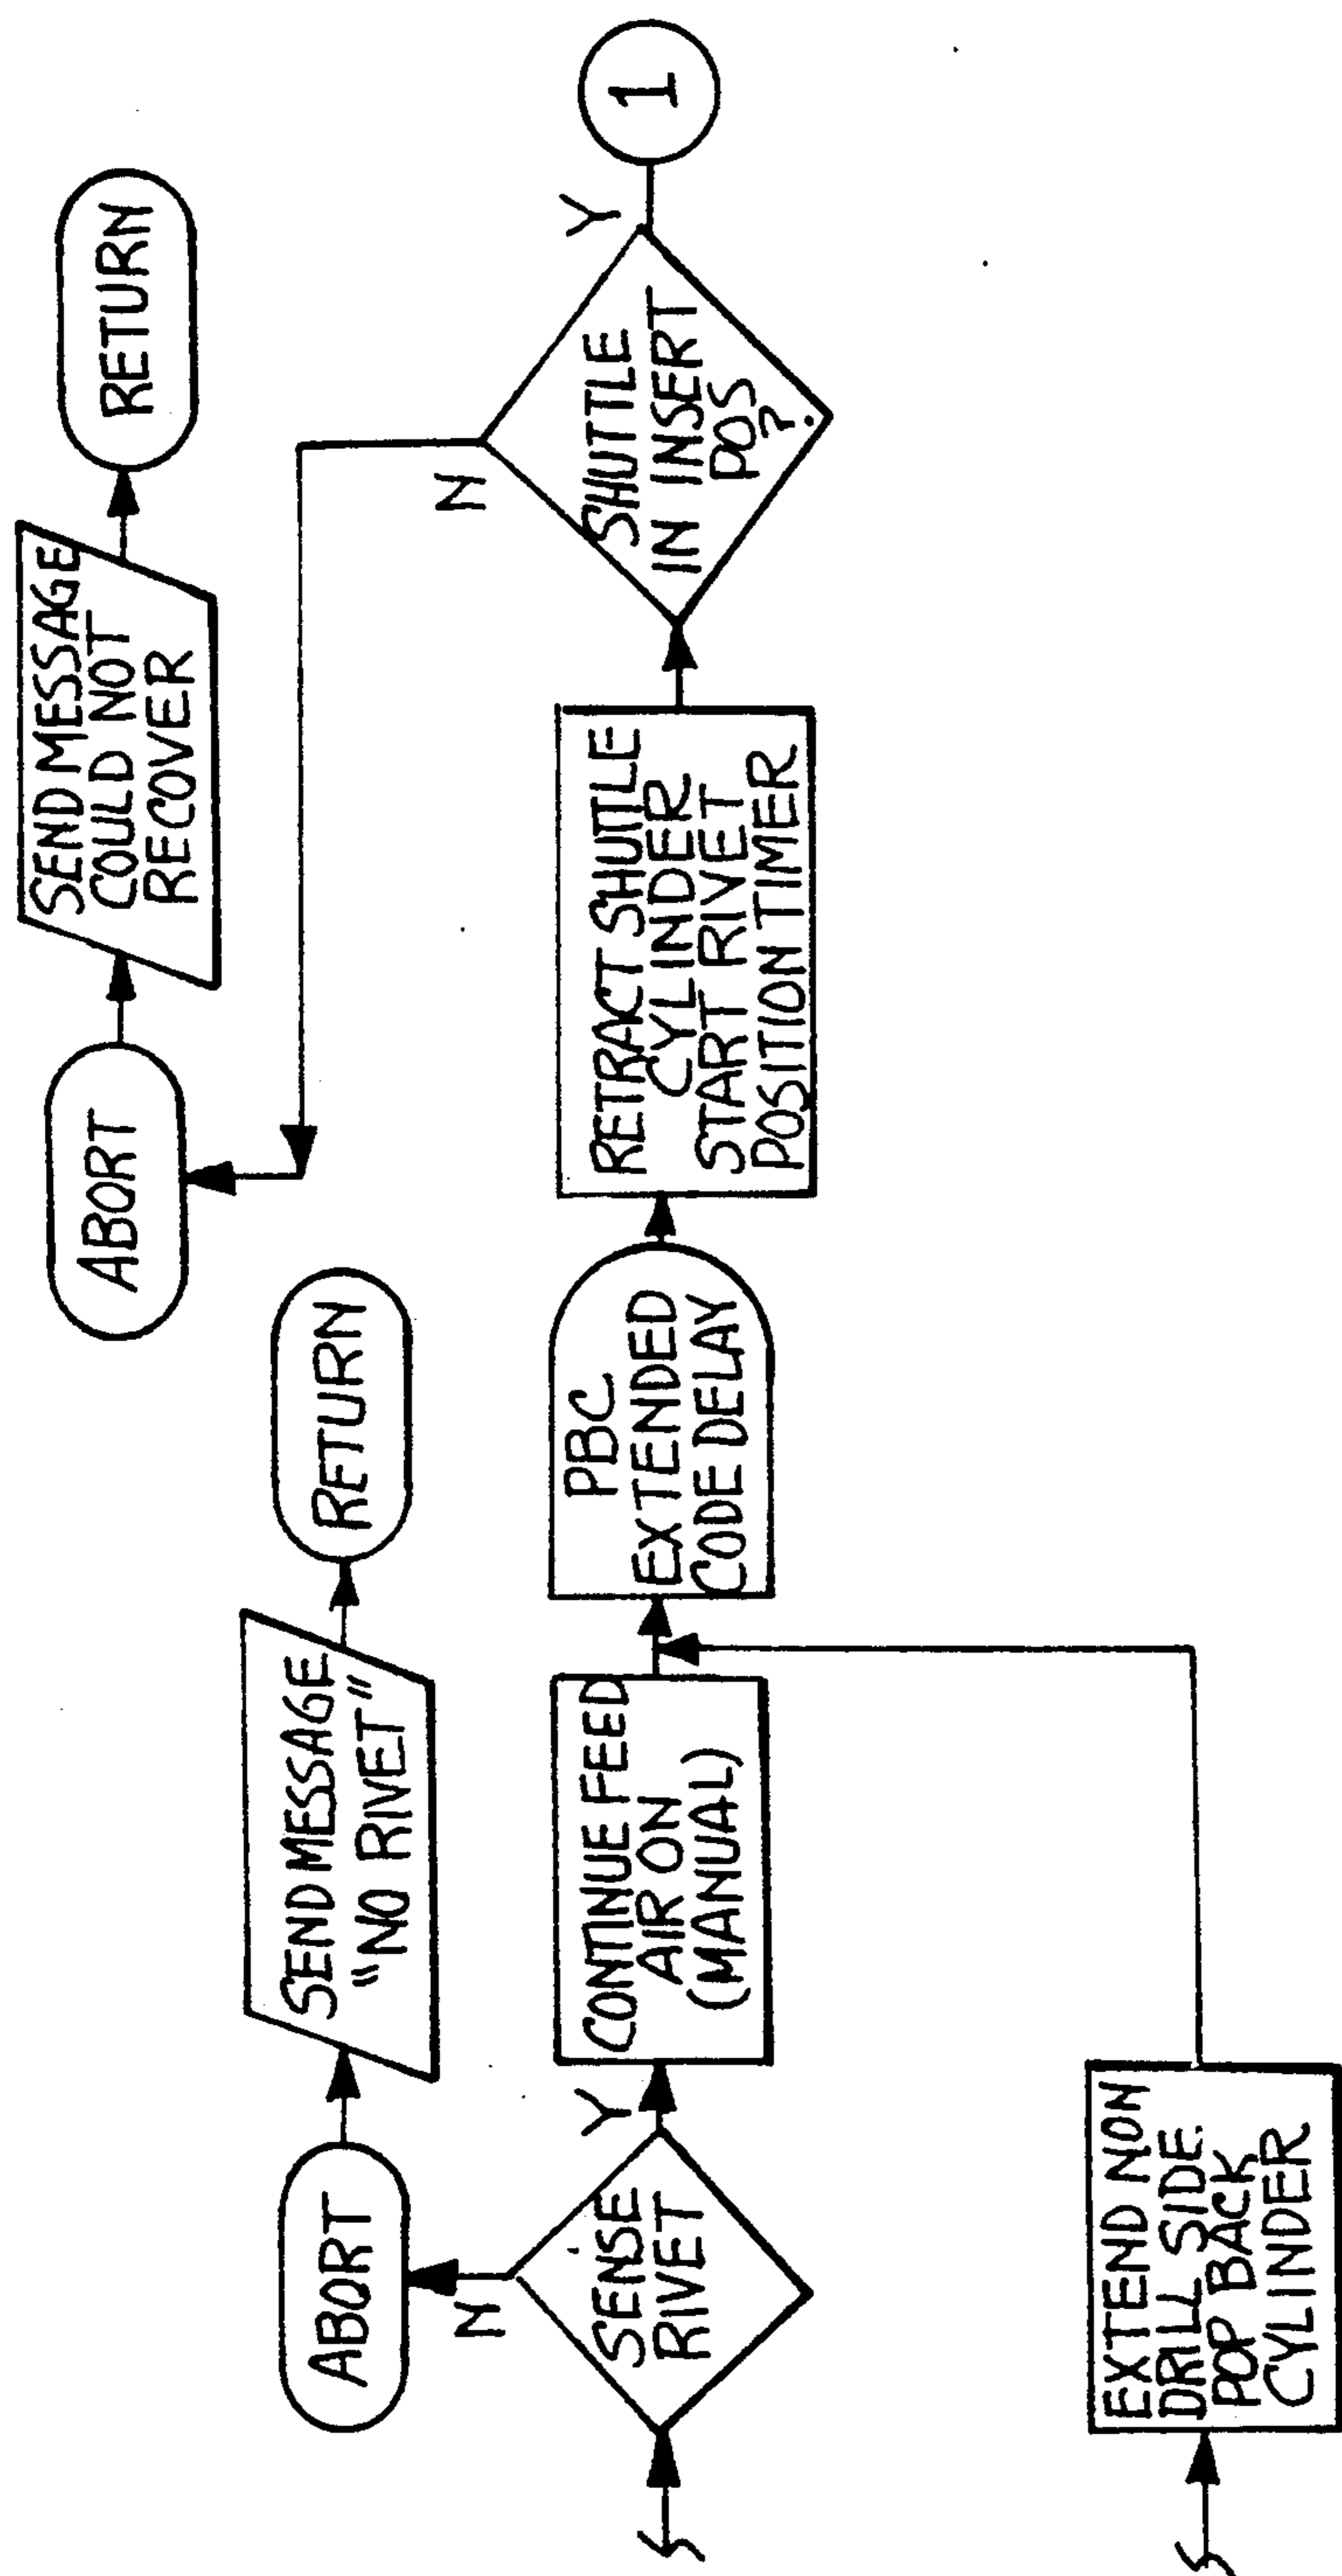 ABORT
SEND MESSAGE
COULD NOT
RECOVER
RETURN
ABORT
SEND MESSAGE
"NO RIVET"
RETURN
N
SENSE
RIVET
Y
CONTINUE FEED
AIR ON
(MANUAL)
PBC
EXTENDED
CODE DELAY
RETRACT SHUTTLE
CYLINDER
START RIVET
POSITION TIMER
N
SHUTTLE
IN INSERT
POS
?
Y
1
EXTEND NON
DRILL SIDE
POP BACK
CYLINDER